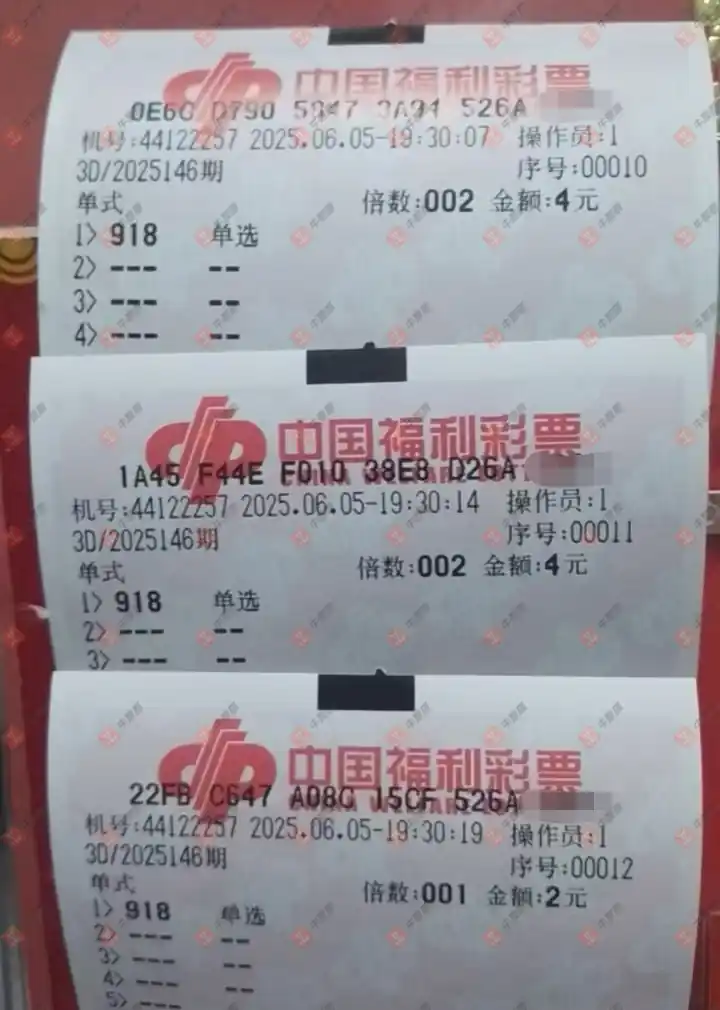 中国福利彩票
0E6C D790 5847 3A94 526A
机号:44122257 2025.06.05-19:30:07 操作员:1
3D/2025146期 序号:00010
单式 倍数:002 金额:4元
1> 918 单选
2> --- --
3> --- --
4> --- --
中国福利彩票
1A45 F44E F010 38E8 D26A
机号:44122257 2025.06.05-19:30:14 操作员:1
3D/2025146期 序号:00011
单式 倍数:002 金额:4元
1> 918 单选
2> --- --
3> --- --
中国福利彩票
22FB C647 A08C 15CF 526A
机号:44122257 2025.06.05-19:30:19 操作员:1
3D/2025146期 序号:00012
单式 倍数:001 金额:2元
1> 918 单选
2> --- --
3> --- --
4> --- --
5> ---